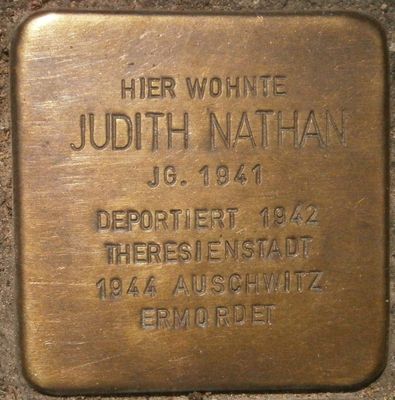 HIER WOHNTE
JUDITH NATHAN
JG. 1941
DEPORTIERT 1942
THERESIENSTADT
1944 AUSCHWITZ
ERMORDET